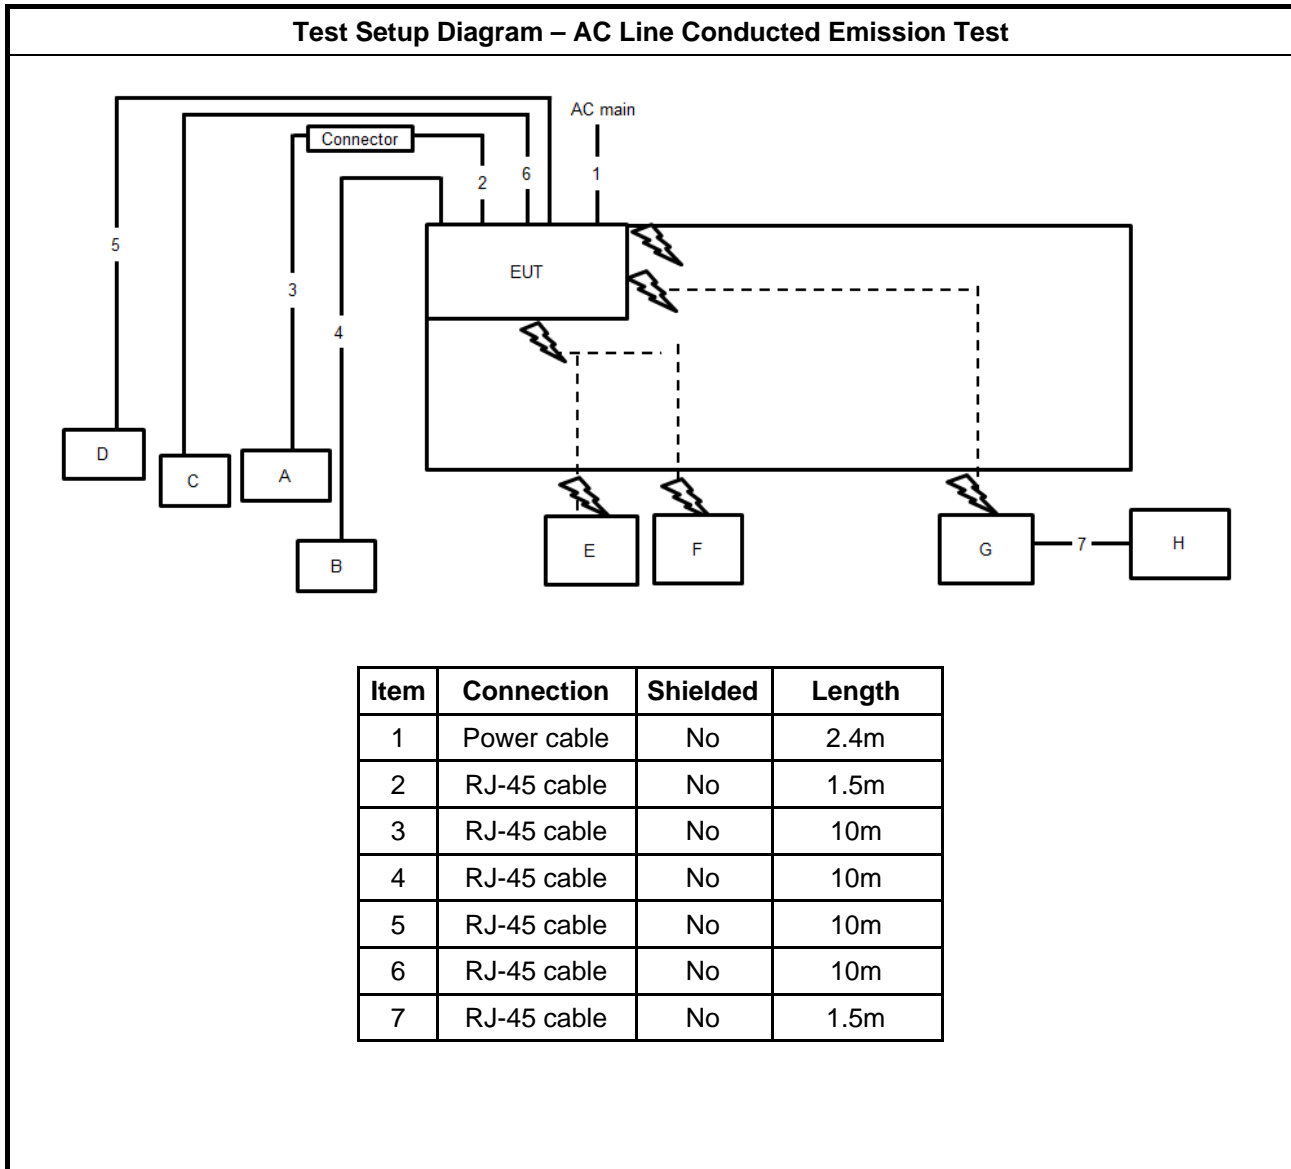 Test Setup Diagram – AC Line Conducted Emission Test
AC main
Connector
2
6
1
5
EUT
3
4
D
C
A
B
E
F
G
7
H
Item Connection Shielded Length
1 Power cable No 2.4m
2 RJ-45 cable No 1.5m
3 RJ-45 cable No 10m
4 RJ-45 cable No 10m
5 RJ-45 cable No 10m
6 RJ-45 cable No 10m
7 RJ-45 cable No 1.5m